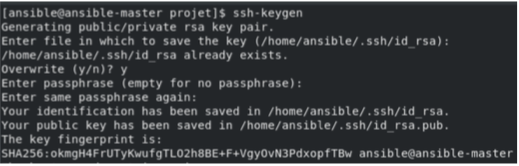 [ansible@ansible-master projet]$ ssh-keygen
Generating public/private rsa key pair.
Enter file in which to save the key (/home/ansible/.ssh/id_rsa):
/home/ansible/.ssh/id_rsa already exists.
Overwrite (y/n)? y
Enter passphrase (empty for no passphrase):
Enter same passphrase again:
Your identification has been saved in /home/ansible/.ssh/id_rsa.
Your public key has been saved in /home/ansible/.ssh/id_rsa.pub.
The key fingerprint is:
SHA256:okmgH4FrUTyKwufgTLO2h8BE+F+VgyOvN3PdxopfTBw ansible@ansible-master